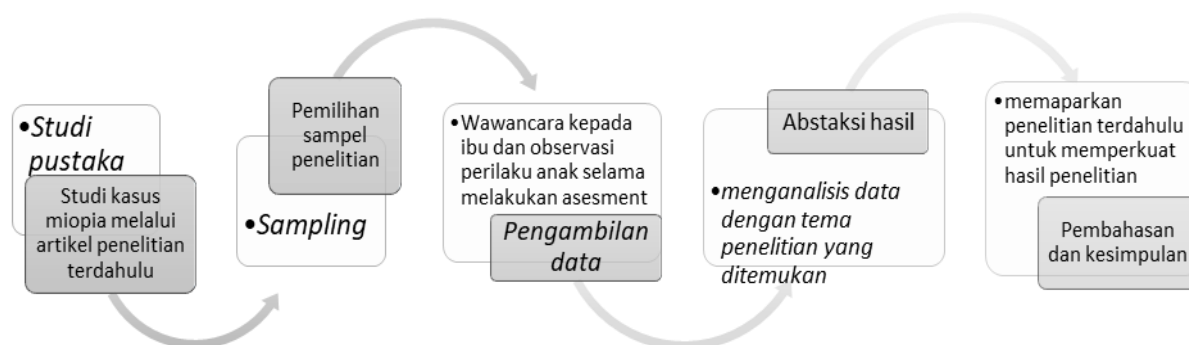 •Studi
pustaka
Studi kasus
miopia melalui
artikel penelitian
terdahulu
Pemilihan
sampel
penelitian
•Sampling
•Wawancara kepada
ibu dan observasi
perilaku anak selama
melakukan asesment
Pengambilan
data
Abstaksi hasil
•menganalisis data
dengan tema
penelitian yang
ditemukan
•memaparkan
penelitian terdahulu
untuk memperkuat
hasil penelitian
Pembahasan
dan kesimpulan